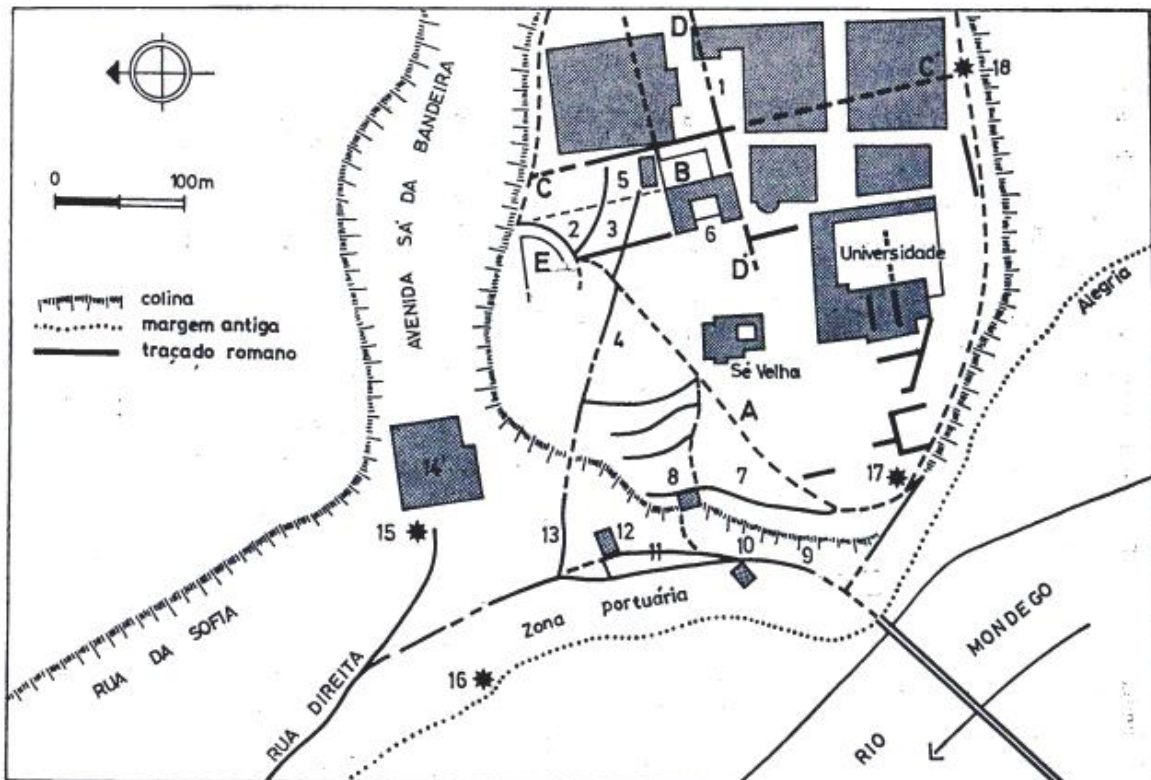 D
C'
18
1
AVENIDA SÁ DA BANDEIRA
0 100m
C
5
B
2
3
6
E
D
Universidade
colina
margem antiga
traçado romano
4
Alegria
Sé Velha
A
14
8
7
17
15
13
12
11
10
9
Zona portuária
RUA DA SOFIA
16
RUA DIREITA
MONDEGO
RIO